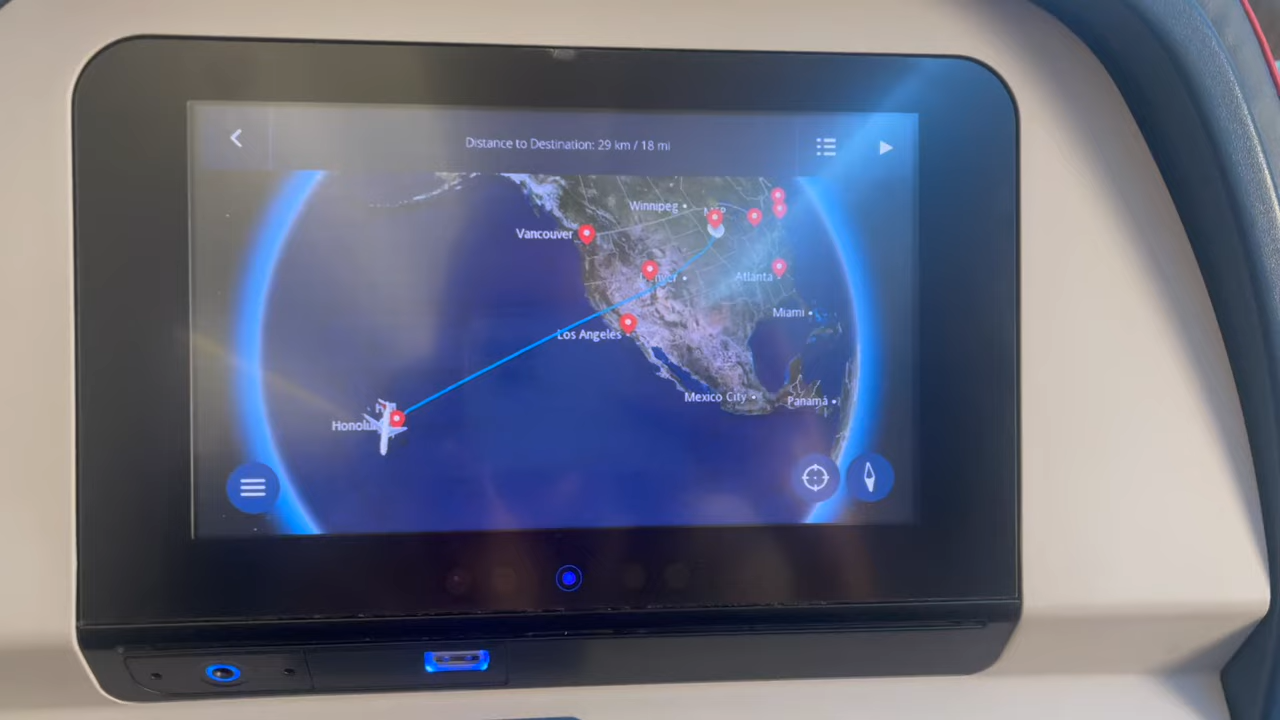 Distance to Destination: 29 km / 18 mi
Winnipeg
Vancouver
Atlanta
Miami
Los Angeles
Mexico City
Panamá